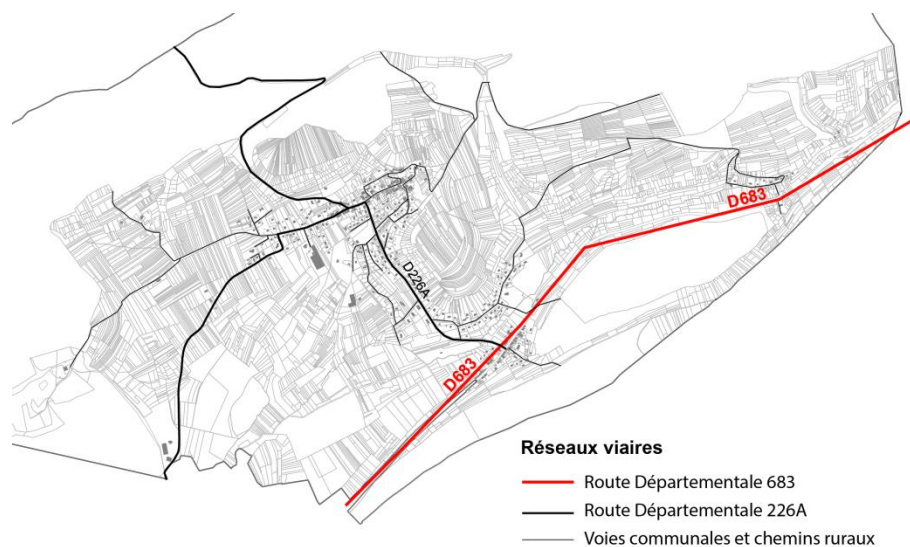 D683
D226A
D683
Réseaux viaires
Route Départementale 683
Route Départementale 226A
Voies communales et chemins ruraux